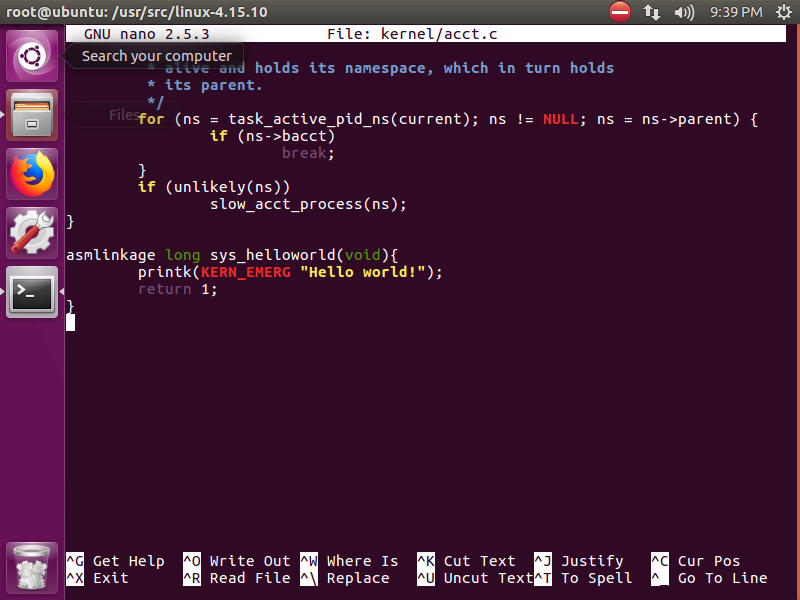 root@ubuntu: /usr/src/linux-4.15.10
9:39 PM
GNU nano 2.5.3 File: kernel/acct.c
Search your computer
* alive and holds its namespace, which in turn holds
* its parent.
*/
Files
for (ns = task_active_pid_ns(current); ns != NULL; ns = ns->parent) {
if (ns->bacct)
break;
}
if (unlikely(ns))
slow_acct_process(ns);
}
asmlinkage long sys_helloworld(void){
printk(KERN_EMERG "Hello world!");
return 1;
}
^G Get Help ^O Write Out ^W Where Is ^K Cut Text ^J Justify ^C Cur Pos
^X Exit ^R Read File ^\ Replace ^U Uncut Text ^T To Spell ^_ Go To Line